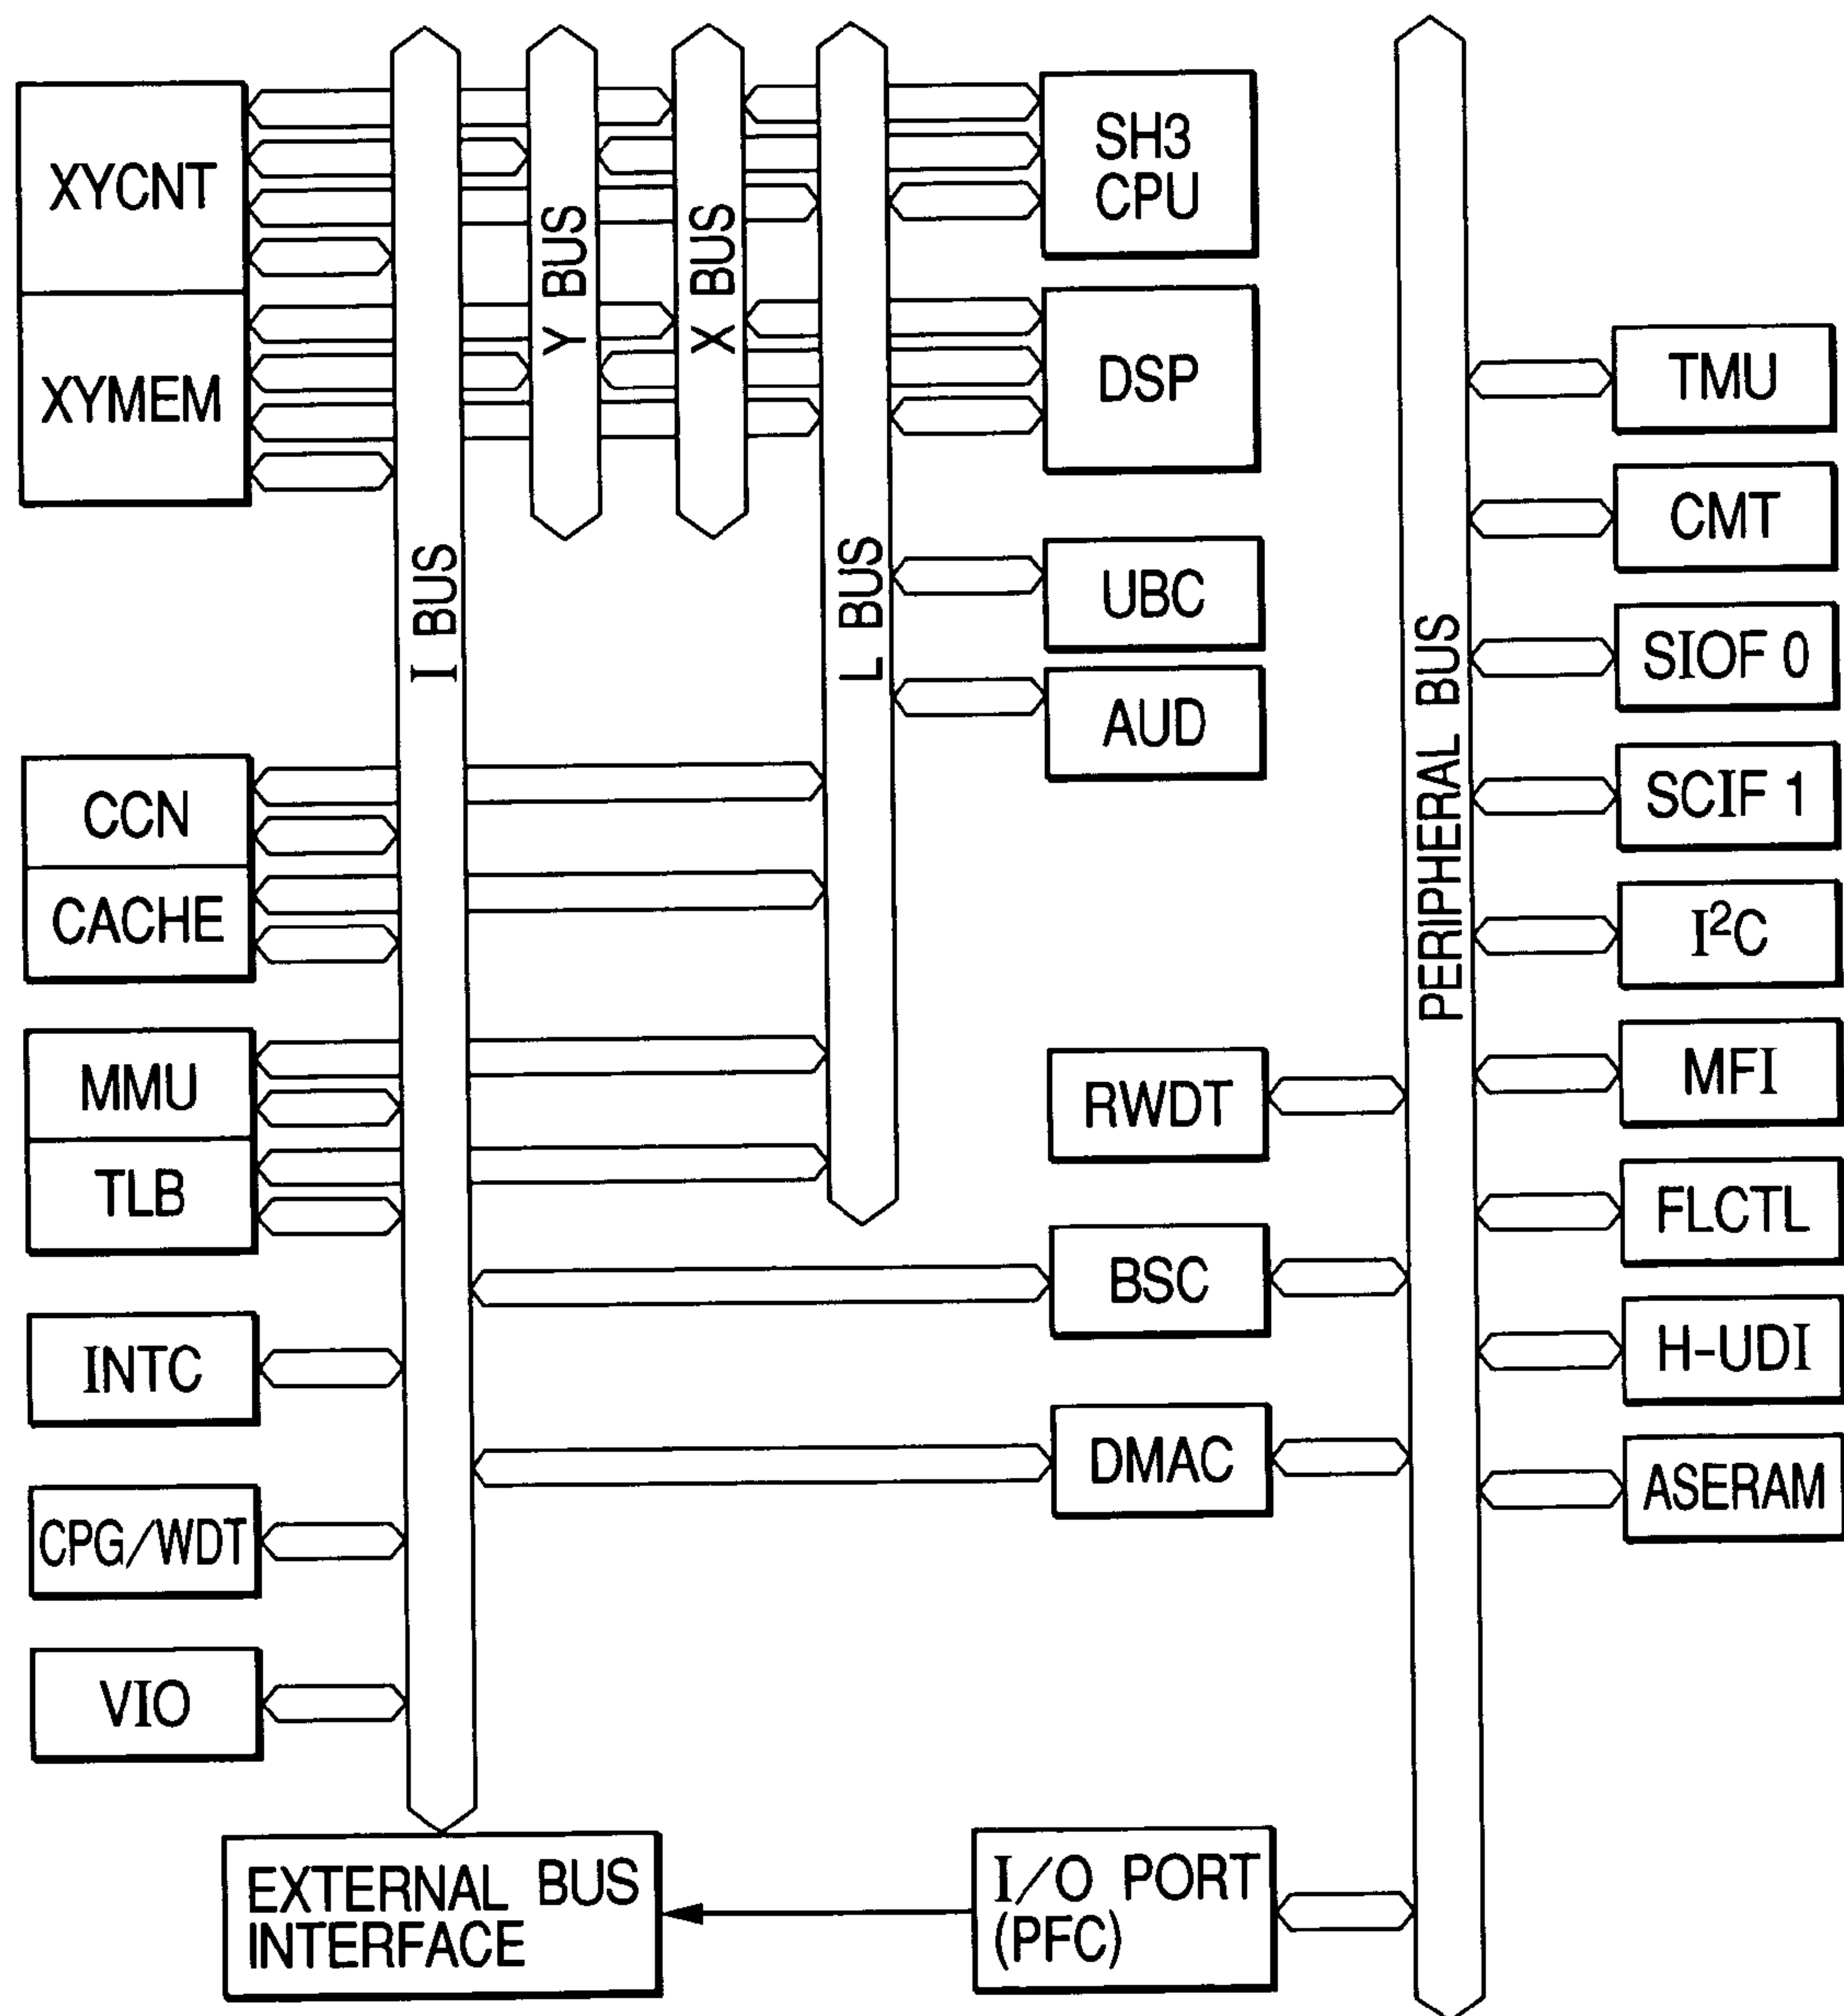 XYCNT
XYMEM
I BUS
Y BUS
X BUS
L BUS
SH3
CPU
DSP
UBC
AUD
PERIPHERAL BUS
TMU
CMT
SIOF 0
SCIF 1
I²C
MFI
FLCTL
H-UDI
ASERAM
CCN
CACHE
MMU
TLB
INTC
CPG/WDT
VIO
RWDT
BSC
DMAC
EXTERNAL BUS
INTERFACE
I/O PORT
(PFC)